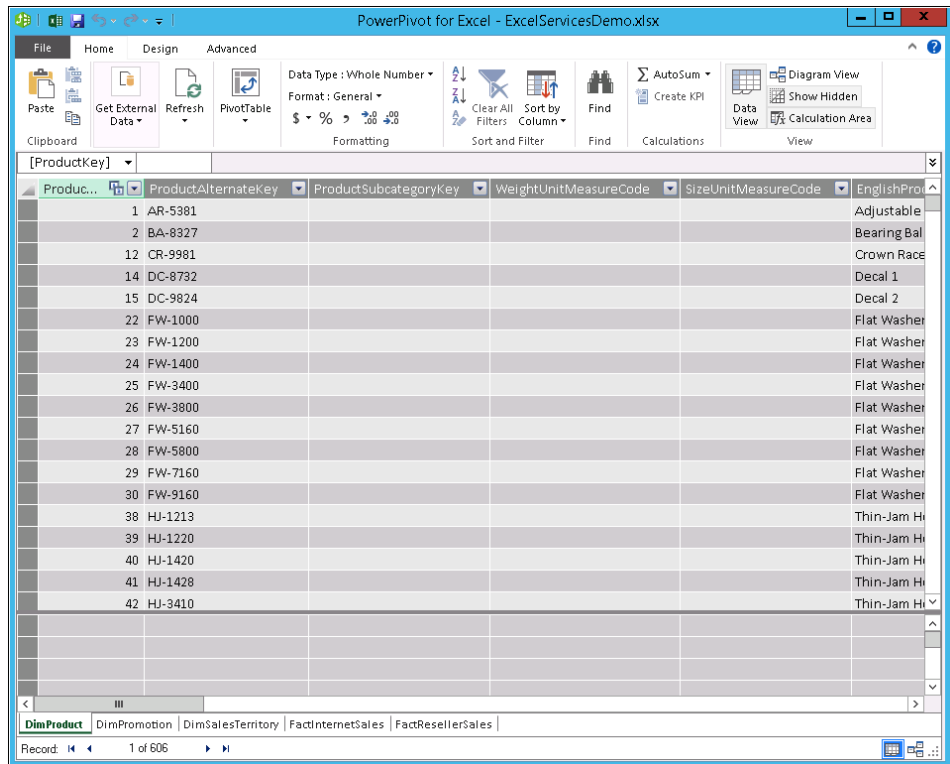 PowerPivot for Excel - ExcelServicesDemo.xlsx
File Home Design Advanced
Paste
Get External Data
Refresh
PivotTable
Data Type : Whole Number
Format : General
$ % , .00 .00
Clear All Filters
Sort by Column
Find
AutoSum
Create KPI
Data View
Diagram View
Show Hidden
Calculation Area
Clipboard Formatting Sort and Filter Find Calculations View
[ProductKey]
Produc... ProductAlternateKey ProductSubcategoryKey WeightUnitMeasureCode SizeUnitMeasureCode EnglishProd
1 AR-5381 Adjustable
2 BA-8327 Bearing Bal
12 CR-9981 Crown Race
14 DC-8732 Decal 1
15 DC-9824 Decal 2
22 FW-1000 Flat Washer
23 FW-1200 Flat Washer
24 FW-1400 Flat Washer
25 FW-3400 Flat Washer
26 FW-3800 Flat Washer
27 FW-5160 Flat Washer
28 FW-5800 Flat Washer
29 FW-7160 Flat Washer
30 FW-9160 Flat Washer
38 HJ-1213 Thin-Jam He
39 HJ-1220 Thin-Jam He
40 HJ-1420 Thin-Jam He
41 HJ-1428 Thin-Jam He
42 HJ-3410 Thin-Jam He
DimProduct DimPromotion DimSalesTerritory FactInternetSales FactResellerSales
Record: 1 of 606